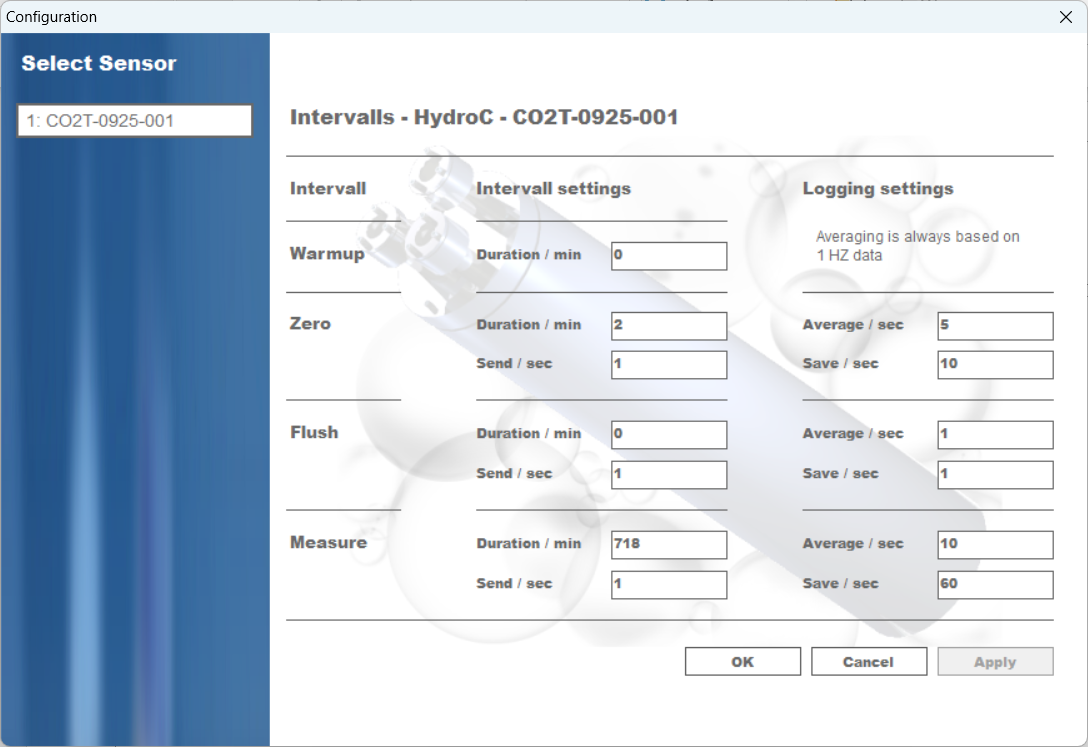 Configuration
Select Sensor
1: CO2T-0925-001
Intervalls - HydroC - CO2T-0925-001
Intervall Intervall settings Logging settings
Averaging is always based on
1 HZ data
Warmup Duration / min 0
Zero Duration / min 2 Average / sec 5
Send / sec 1 Save / sec 10
Flush Duration / min 0 Average / sec 1
Send / sec 1 Save / sec 1
Measure Duration / min 718 Average / sec 10
Send / sec 1 Save / sec 60
OK Cancel Apply